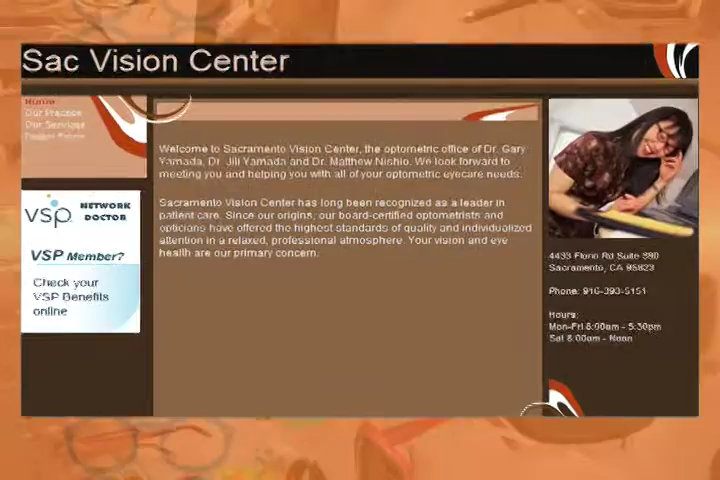 Sac Vision Center
Home
Our Practice
Our Services
Welcome to Sacramento Vision Center, the optometric office of Dr. Gary
Yamada, Dr. Jill Yamada and Dr. Matthew Nishio. We look forward to
meeting you and helping you with all of your optometric eyecare needs.
Sacramento Vision Center has long been recognized as a leader in
patient care. Since our origins, our board-certified optometrists and
opticians have offered the highest standards of quality and individualized
attention in a relaxed, professional atmosphere. Your vision and eye
health are our primary concern.
vsp
NETWORK
DOCTOR
VSP Member?
Check your
VSP Benefits
online
4433 Florin Rd Suite
Sacramento, CA 95823
Phone: 916-393-5151
Hours:
Mon-Fri 8:00am - 5:30pm
Sat 8:00am - Noon